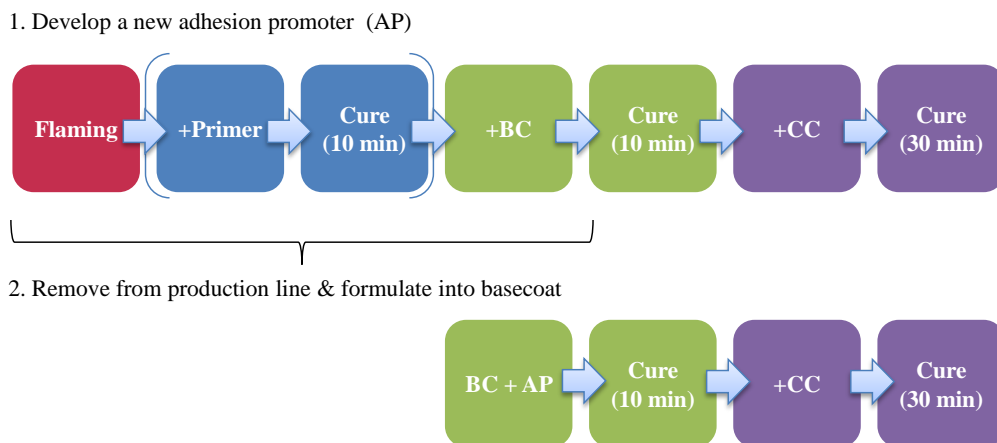 1. Develop a new adhesion promoter (AP)
Flaming
+Primer
Cure
(10 min)
+BC
Cure
(10 min)
+CC
Cure
(30 min)
2. Remove from production line & formulate into basecoat
BC + AP
Cure
(10 min)
+CC
Cure
(30 min)